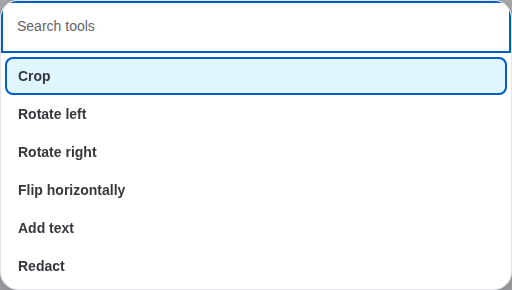 Search tools
Crop
Rotate left
Rotate right
Flip horizontally
Add text
Redact